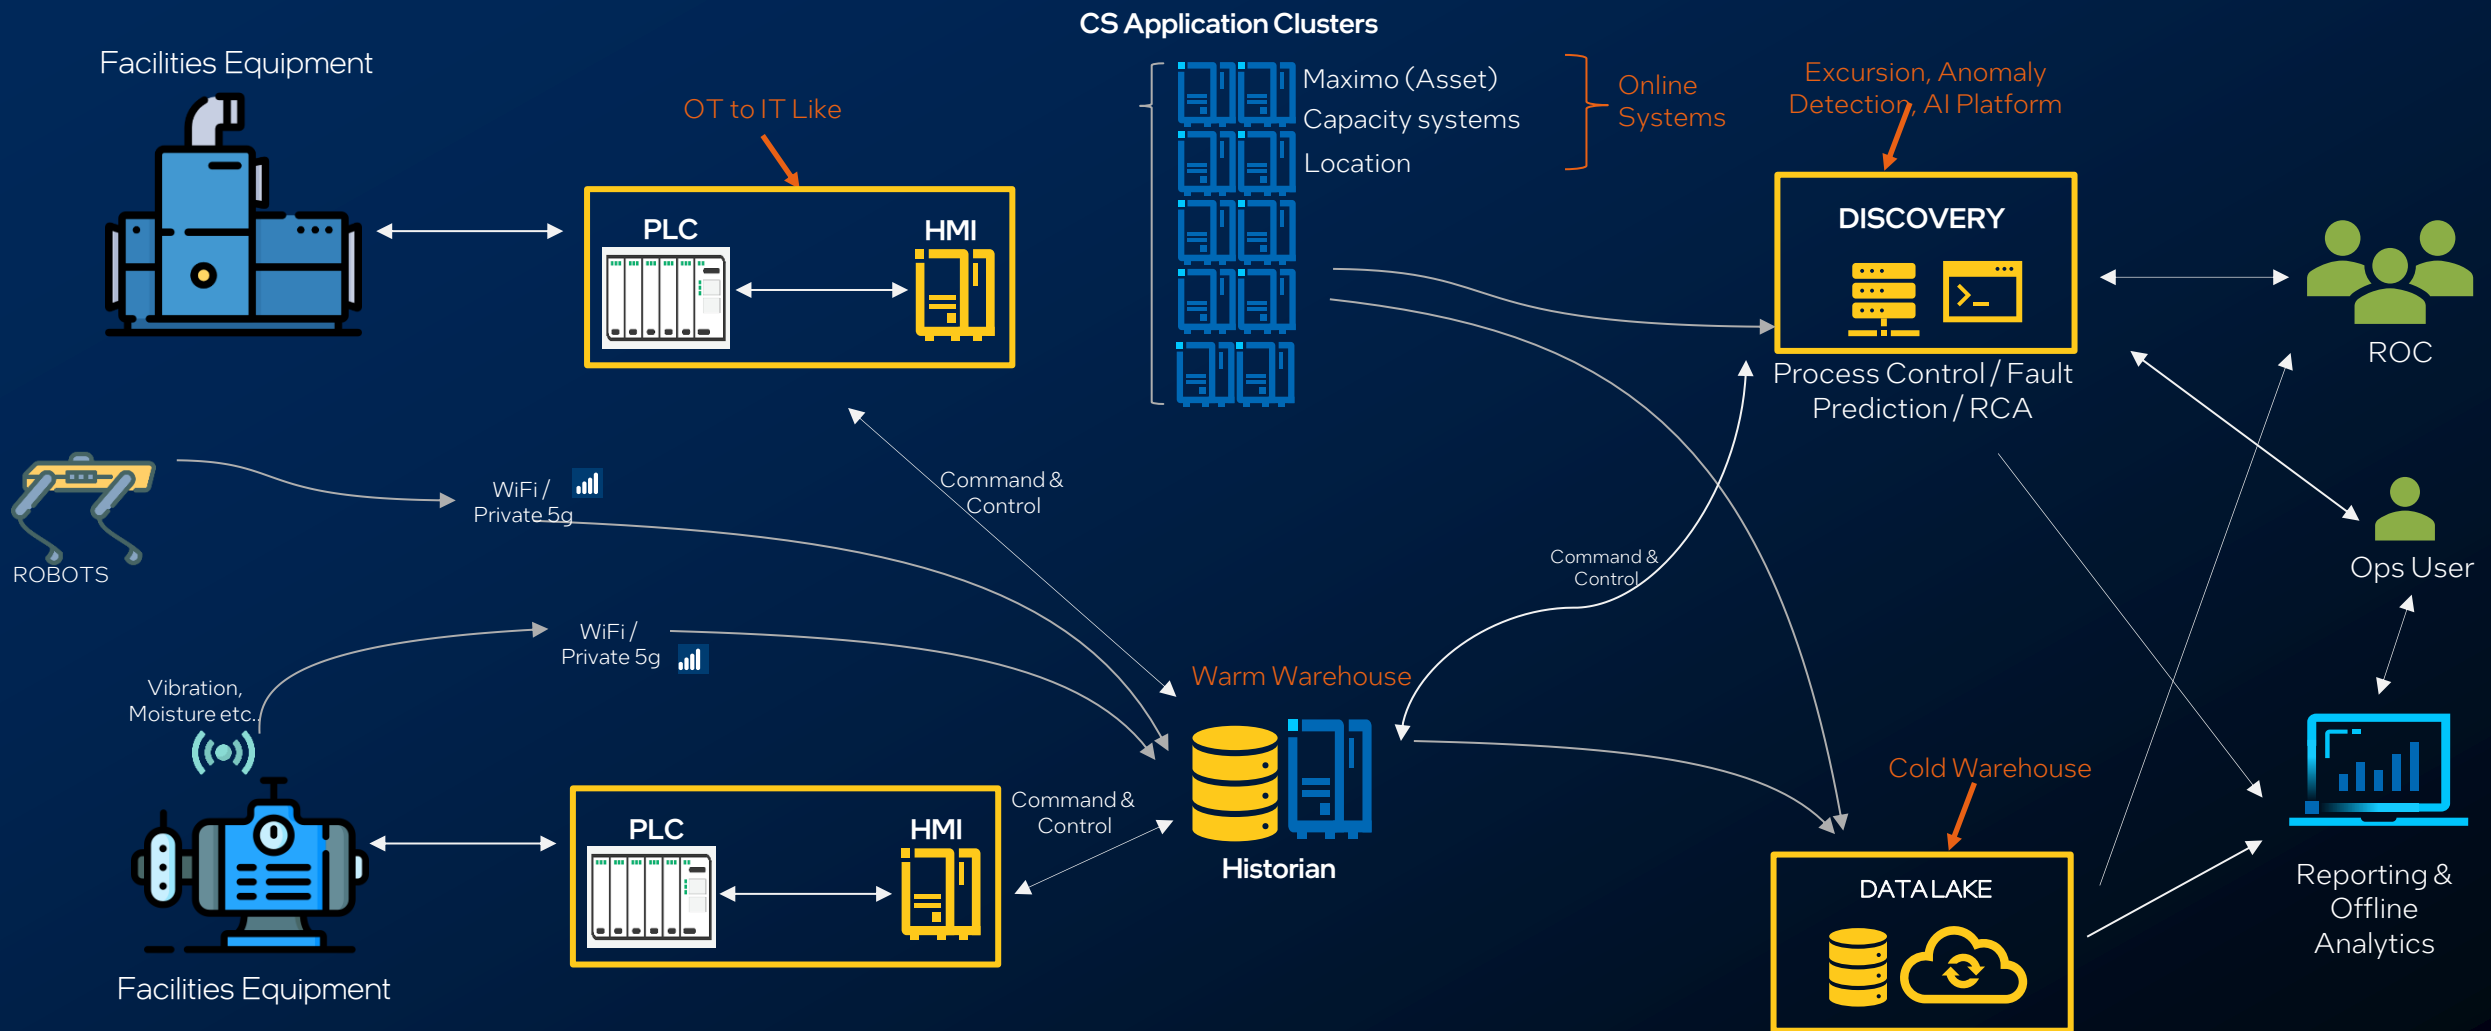 CS Application Clusters
Facilities Equipment
OT to IT Like
Maximo (Asset)
Capacity systems
Location
Online
Systems
Excursion, Anomaly
Detection, AI Platform
PLC
HMI
DISCOVERY
Process Control / Fault
Prediction / RCA
ROC
ROBOTS
WiFi /
Private 5g
Command &
Control
Command &
Control
Ops User
WiFi /
Private 5g
Vibration,
Moisture etc..
Warm Warehouse
Historian
Command &
Control
PLC
HMI
Facilities Equipment
Cold Warehouse
DATA LAKE
Reporting &
Offline
Analytics